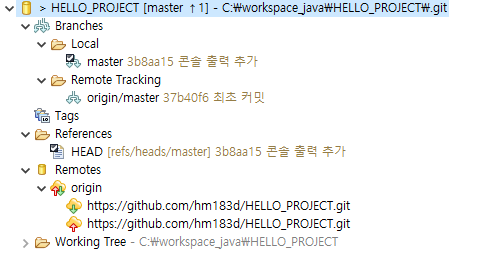 > HELLO_PROJECT [master ↑1] - C:₩workspace_java₩HELLO_PROJECT₩.git
Branches
Local
master 3b8aa15 콘솔 출력 추가
Remote Tracking
origin/master 37b40f6 최초 커밋
Tags
References
HEAD [refs/heads/master] 3b8aa15 콘솔 출력 추가
Remotes
origin
https://github.com/hm183d/HELLO_PROJECT.git
https://github.com/hm183d/HELLO_PROJECT.git
Working Tree - C:₩workspace_java₩HELLO_PROJECT